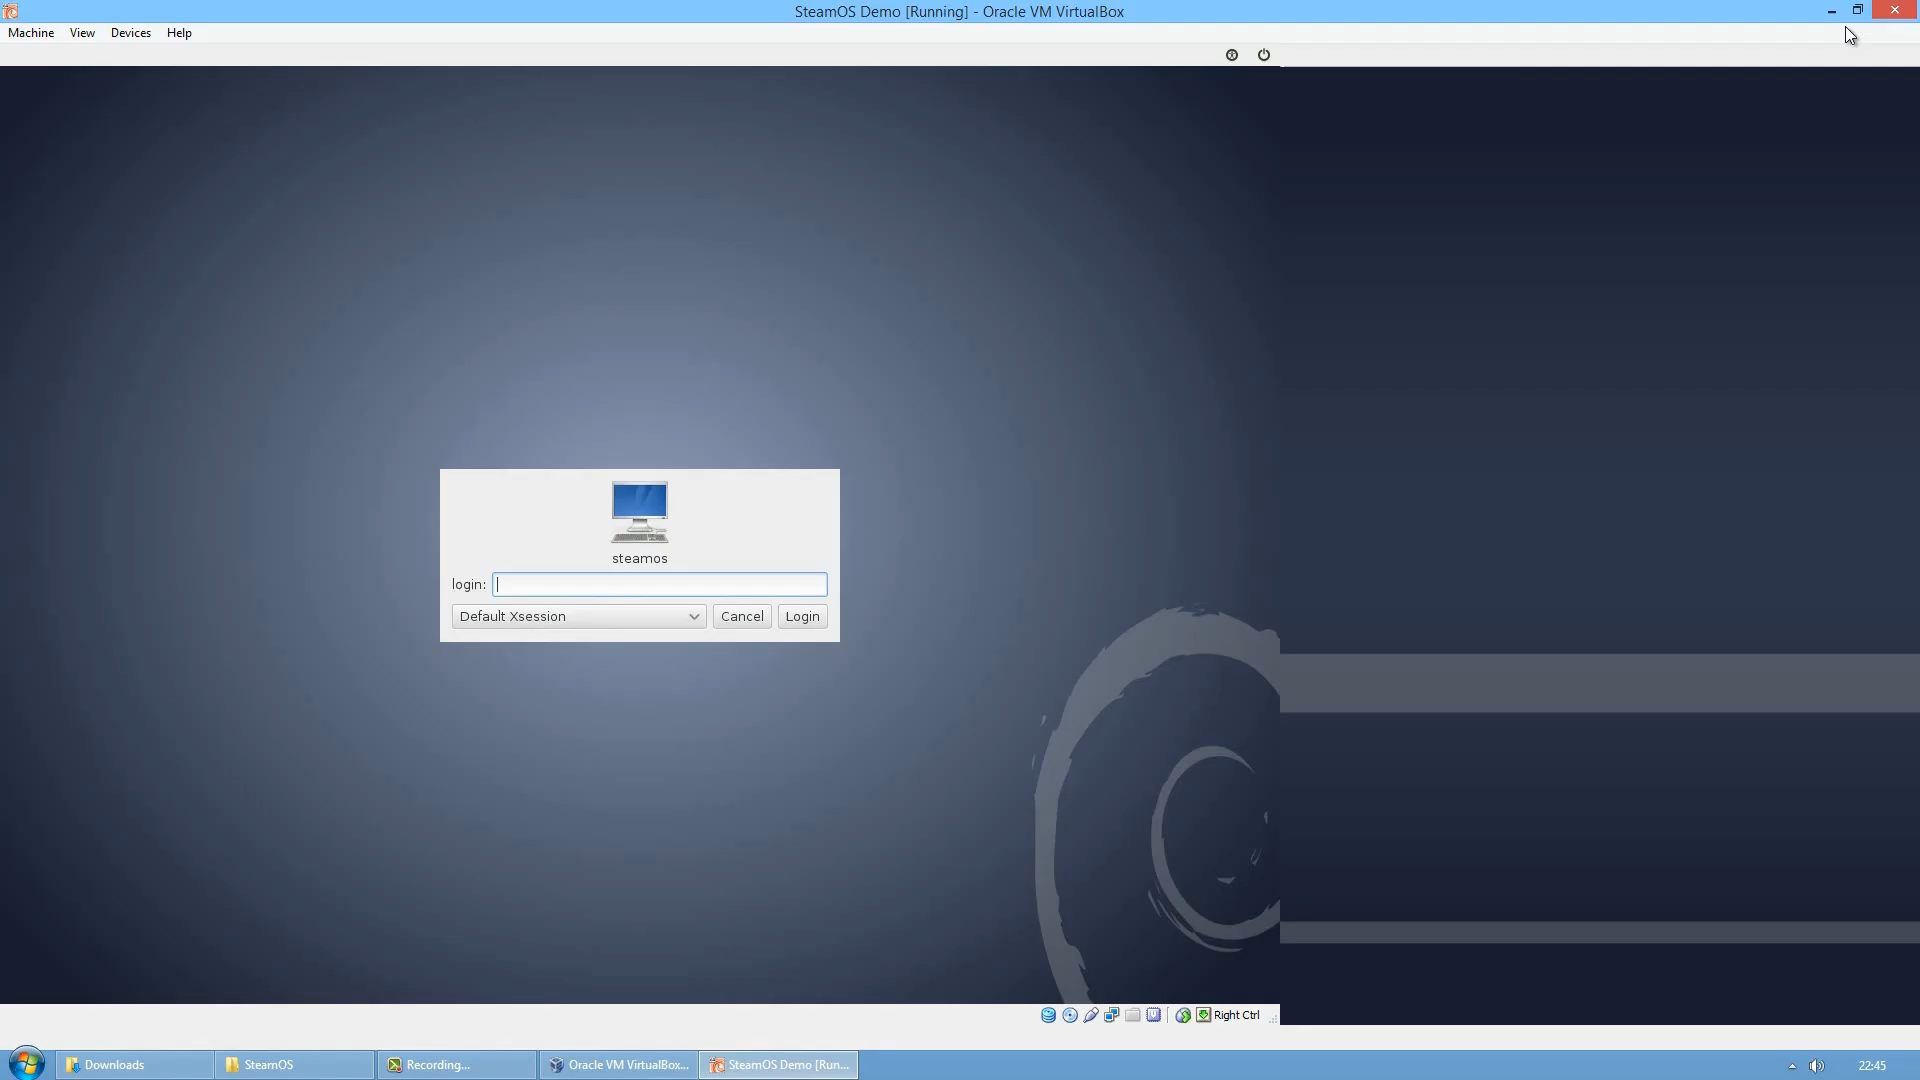 SteamOS Demo [Running] - Oracle VM VirtualBox
Machine View Devices Help
steamos
login:
Default Xsession Cancel Login
Right Ctrl
Downloads SteamOS Recording... Oracle VM VirtualBox... SteamOS Demo [Run... 22:45